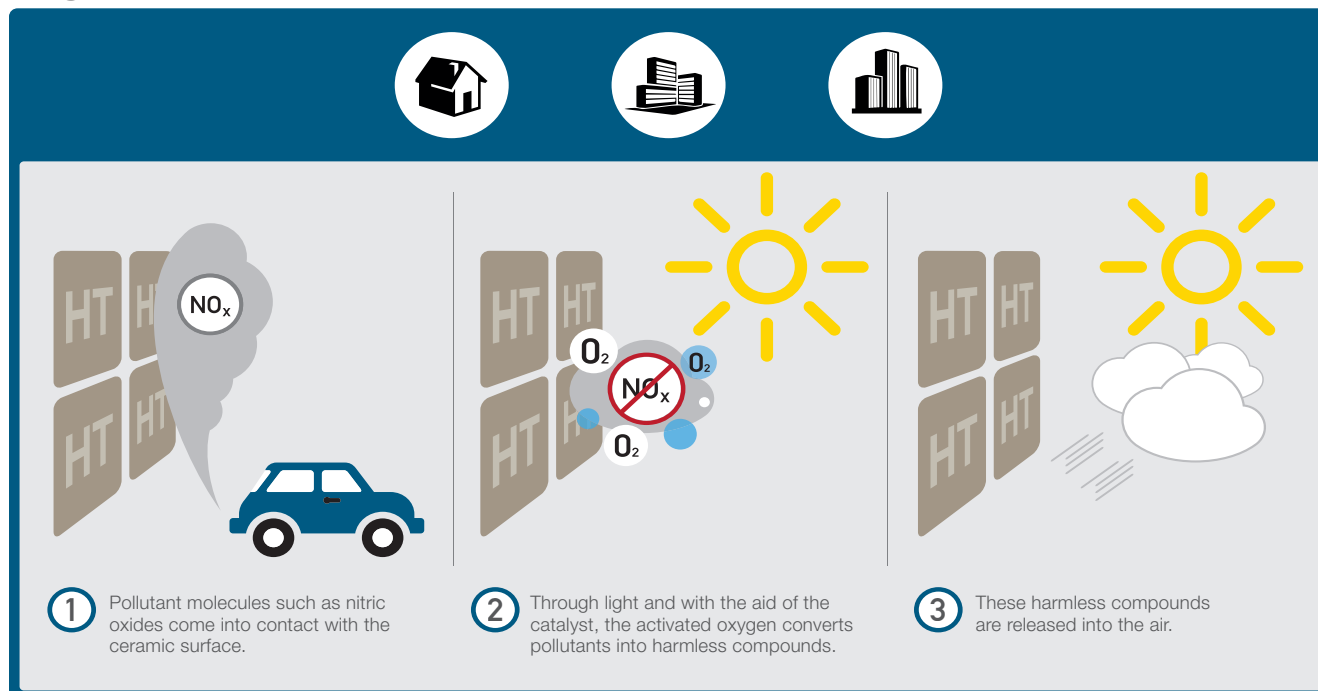 HT
HT
HT
HT
NOₓ
HT
HT
HT
HT
O₂
O₂
NOₓ
O₂
HT
HT
HT
HT
1
Pollutant molecules such as nitric
oxides come into contact with the
ceramic surface.
2
Through light and with the aid of the
catalyst, the activated oxygen converts
pollutants into harmless compounds.
3
These harmless compounds
are released into the air.